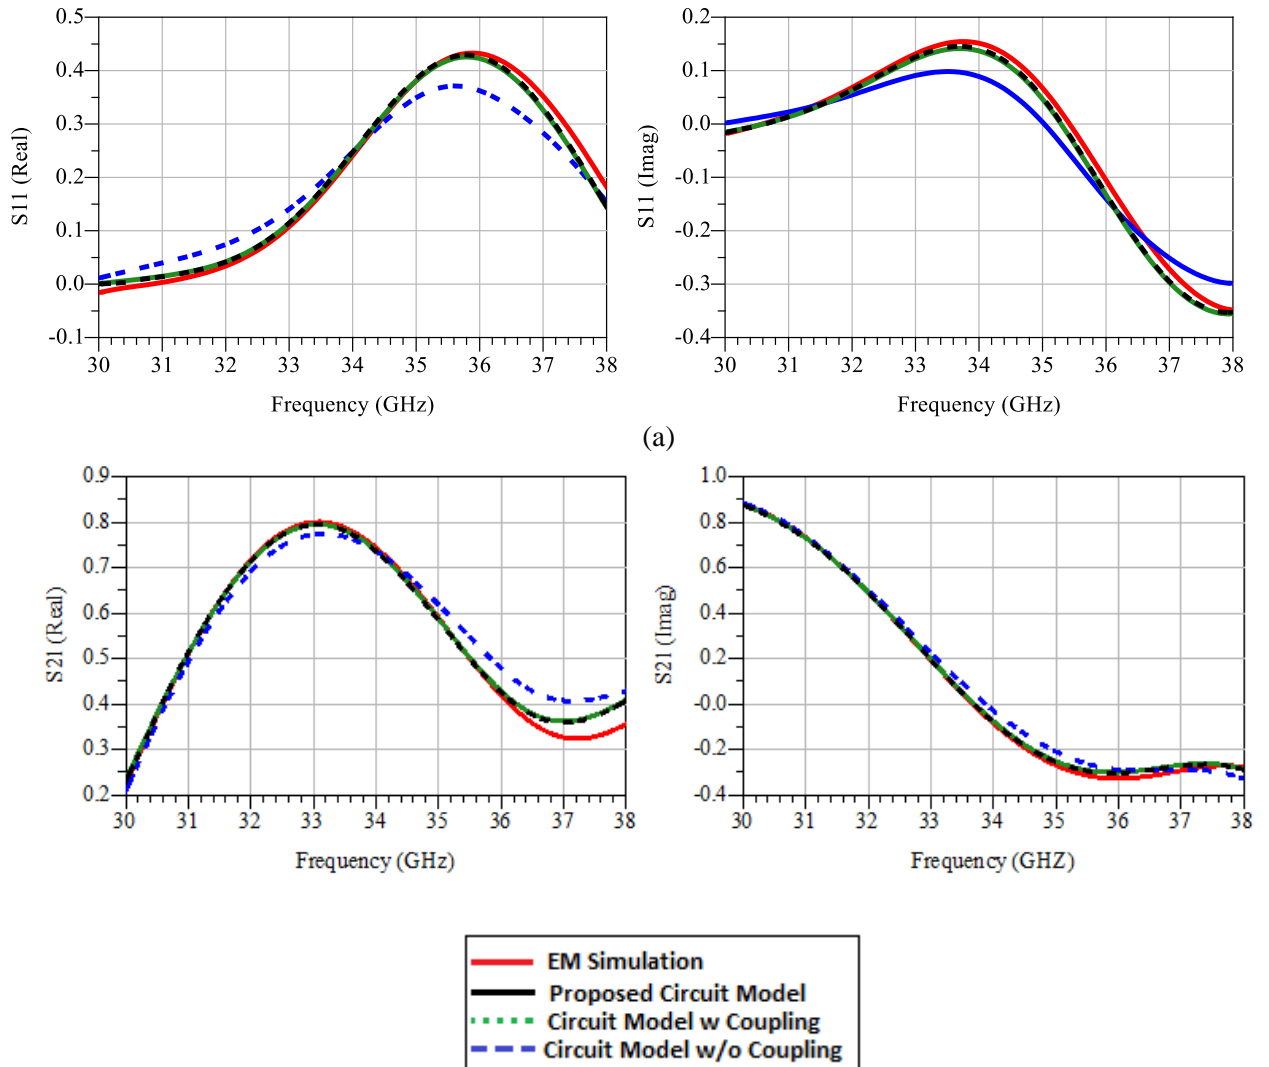 0.5
0.4
0.3
0.2
0.1
0.0
-0.1
S11 (Real)
30 31 32 33 34 35 36 37 38
Frequency (GHz)
0.2
0.1
0.0
-0.1
-0.2
-0.3
-0.4
S11 (Imag)
30 31 32 33 34 35 36 37 38
Frequency (GHz)
(a)
0.9
0.8
0.7
0.6
0.5
0.4
0.3
0.2
S21 (Real)
30 31 32 33 34 35 36 37 38
Frequency (GHz)
1.0
0.8
0.6
0.4
0.2
-0.0
-0.2
-0.4
S21 (Imag)
30 31 32 33 34 35 36 37 38
Frequency (GHZ)
EM Simulation
Proposed Circuit Model
Circuit Model w Coupling
Circuit Model w/o Coupling